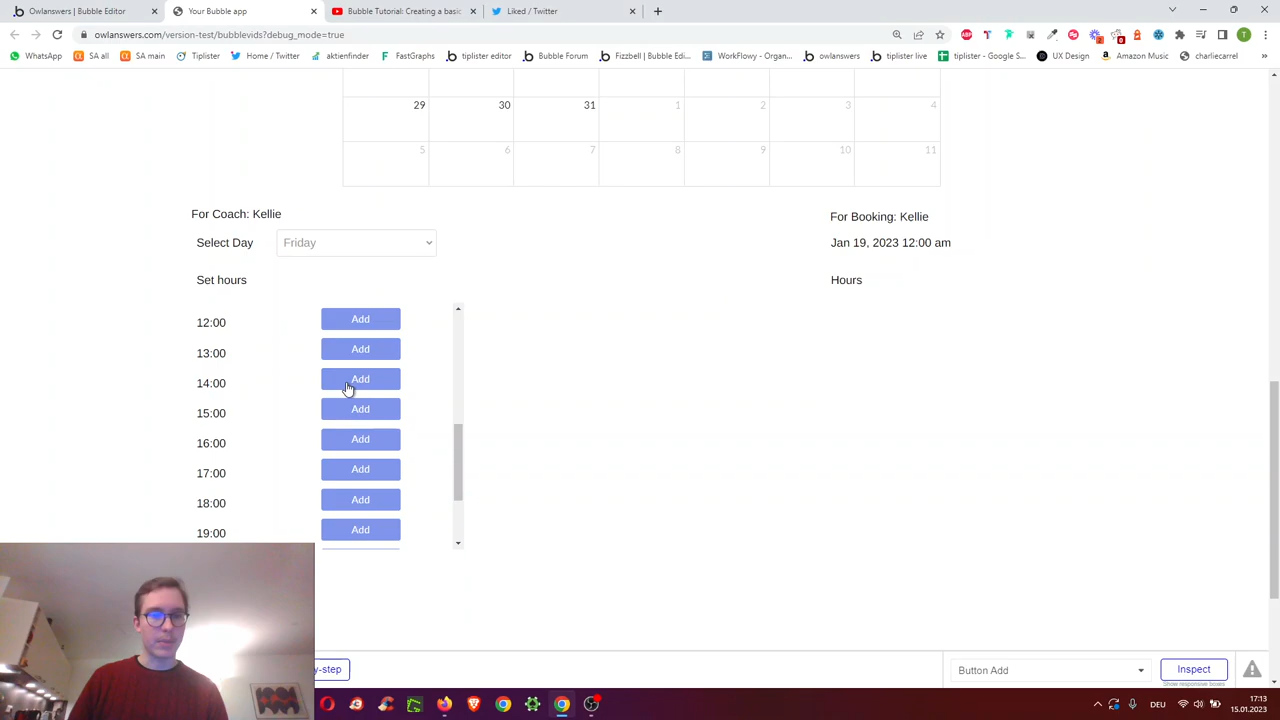 Owlanswers | Bubble Editor
Your Bubble app
Bubble Tutorial: Creating a basic
Liked / Twitter
owlanswers.com/version-test/bubblevids?debug_mode=true
WhatsApp
SA all
SA main
Tiplister
Home / Twitter
aktienfinder
FastGrafs
tiplister editor
Bubble Forum
Fizzbell | Bubble Edi...
WorkFlowy - Organ...
owlanswers
tiplister live
tiplister - Google S...
UX Design
Amazon Music
charliecarrel
29 30 31 1 2 3 4
5 6 7 8 9 10 11
For Coach: Kellie
For Booking: Kellie
Select Day
Friday
Jan 19, 2023 12:00 am
Set hours
Hours
12:00 Add
13:00 Add
14:00 Add
15:00 Add
16:00 Add
17:00 Add
18:00 Add
19:00 Add
y-step
Button Add
Inspect
Show responsive boxes
DEU
17:13
15.01.2023